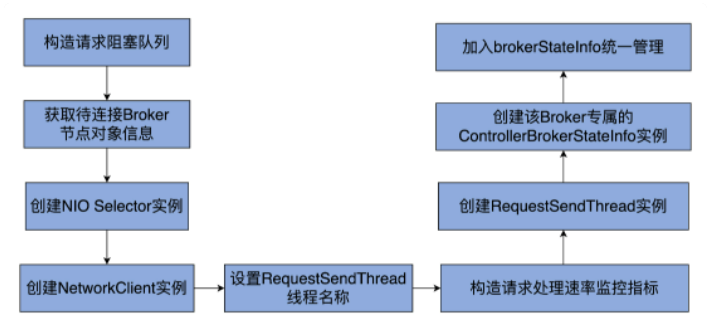 构造请求阻塞队列
获取待连接Broker
节点对象信息
创建NIO Selector实例
创建NetworkClient实例
设置RequestSendThread
线程名称
构造请求处理速率监控指标
创建RequestSendThread实例
创建该Broker专属的
ControllerBrokerStateInfo实例
加入brokerStateInfo统一管理